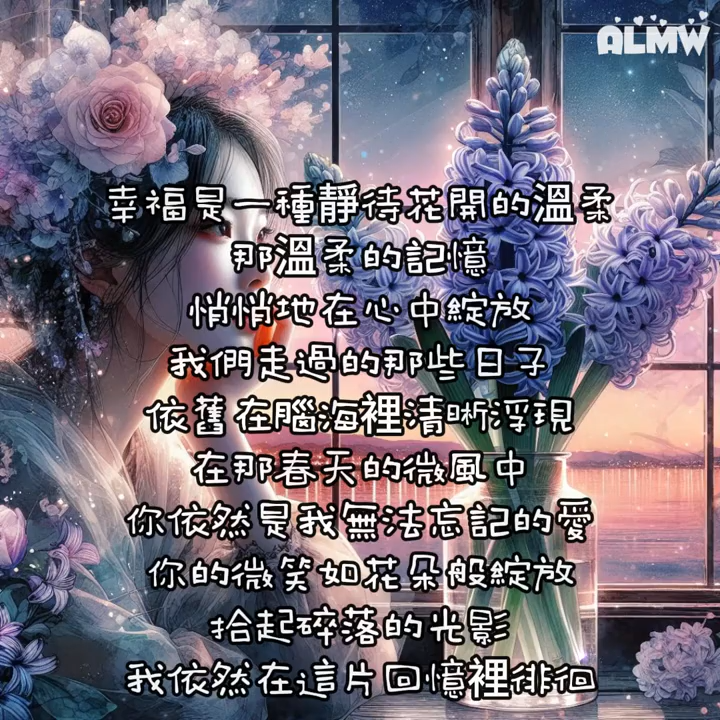 ALMW
幸福是一種靜待花開的溫柔
那溫柔的記憶
悄悄地在心中綻放
我們走過的那些日子
依舊在腦海裡清晰浮現
在那春天的微風中
你依然是我無法忘記的愛
你的微笑如花朵般綻放
拾起碎落的光影
我依然在這片回憶裡徘徊